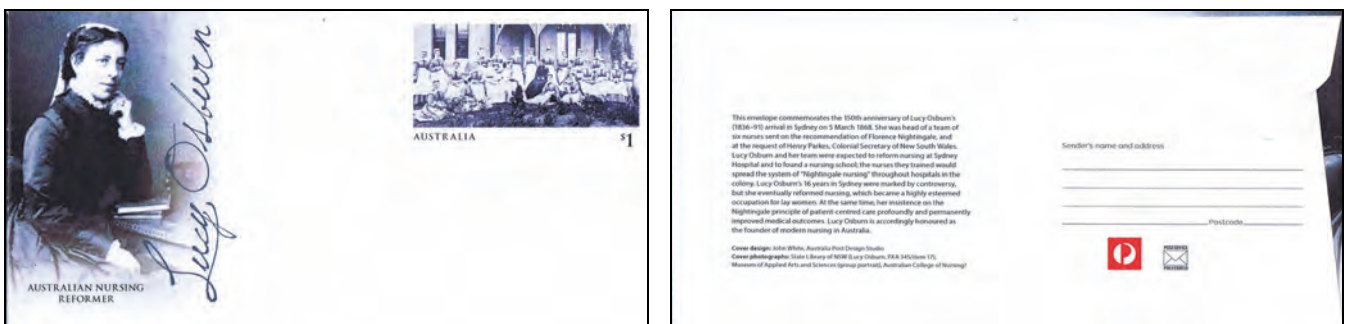 Lucy Osburn
AUSTRALIAN NURSING
REFORMER
AUSTRALIA
$1
This envelope commemorates the 150th anniversary of Lucy Osburn's
(1836–91) arrival in Sydney on 5 March 1868. She was head of a team of
six nurses sent on the recommendation of Florence Nightingale, and
at the request of Henry Parkes, Colonial Secretary of New South Wales.
Lucy Osburn and her team were expected to reform nursing at Sydney
Hospital and to found a nursing school; the nurses they trained would
spread the system of "Nightingale nursing" throughout hospitals in the
colony. Lucy Osburn's 16 years in Sydney were marked by controversy,
but she eventually reformed nursing, which became a highly esteemed
occupation for lay women. At the same time, her insistence on the
Nightingale principle of patient-centred care profoundly and permanently
improved medical outcomes. Lucy Osburn is accordingly honoured as
the founder of modern nursing in Australia.
Cover design: John White, Australia Post Design Studio
Cover photographs: State Library of NSW (Lucy Osburn, 
Museum of Applied Arts and Sciences (group portrait), Australian College of Nursing
Sender's name and address
Postcode